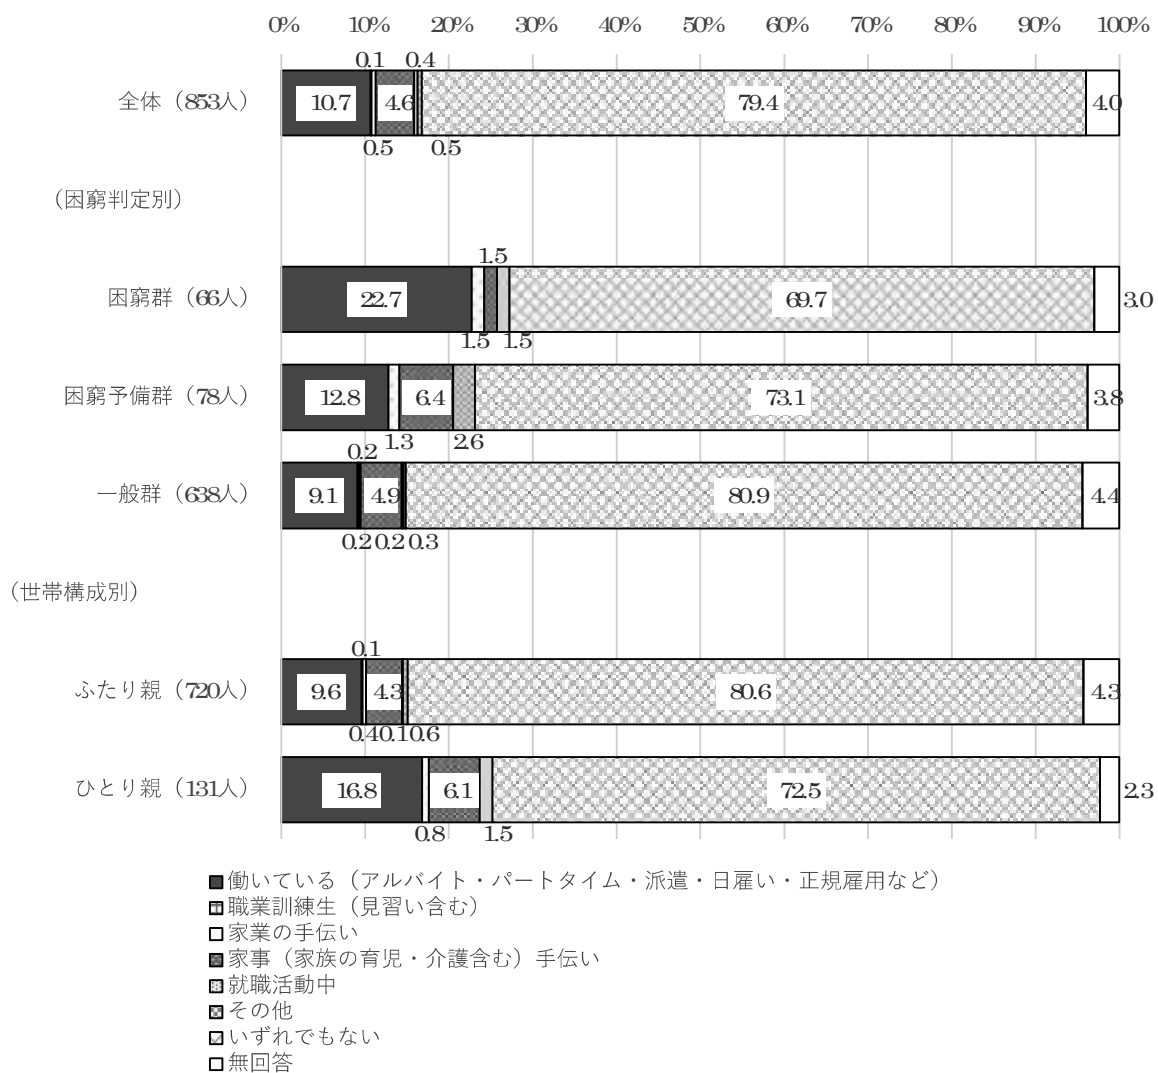 0% 10% 20% 30% 40% 50% 60% 70% 80% 90% 100%
0.1 0.4
全体（853人） 10.7 4.6 79.4 4.0
0.5 0.5
（困窮判定別）
1.5
困窮群（66人） 22.7 69.7 3.0
1.5 1.5
困窮予備群（78人） 12.8 6.4 73.1 3.8
1.3 2.6
0.2
一般群（638人） 9.1 4.9 80.9 4.4
0.2 0.2 0.3
（世帯構成別）
0.1
ふたり親（720人） 9.6 4.3 80.6 4.3
0.4 0.1 0.6
ひとり親（131人） 16.8 6.1 72.5 2.3
0.8 1.5
働いている（アルバイト・パートタイム・派遣・日雇い・正規雇用など）
職業訓練生（見習い含む）
家業の手伝い
家事（家族の育児・介護含む）手伝い
就職活動中
その他
いずれでもない
無回答